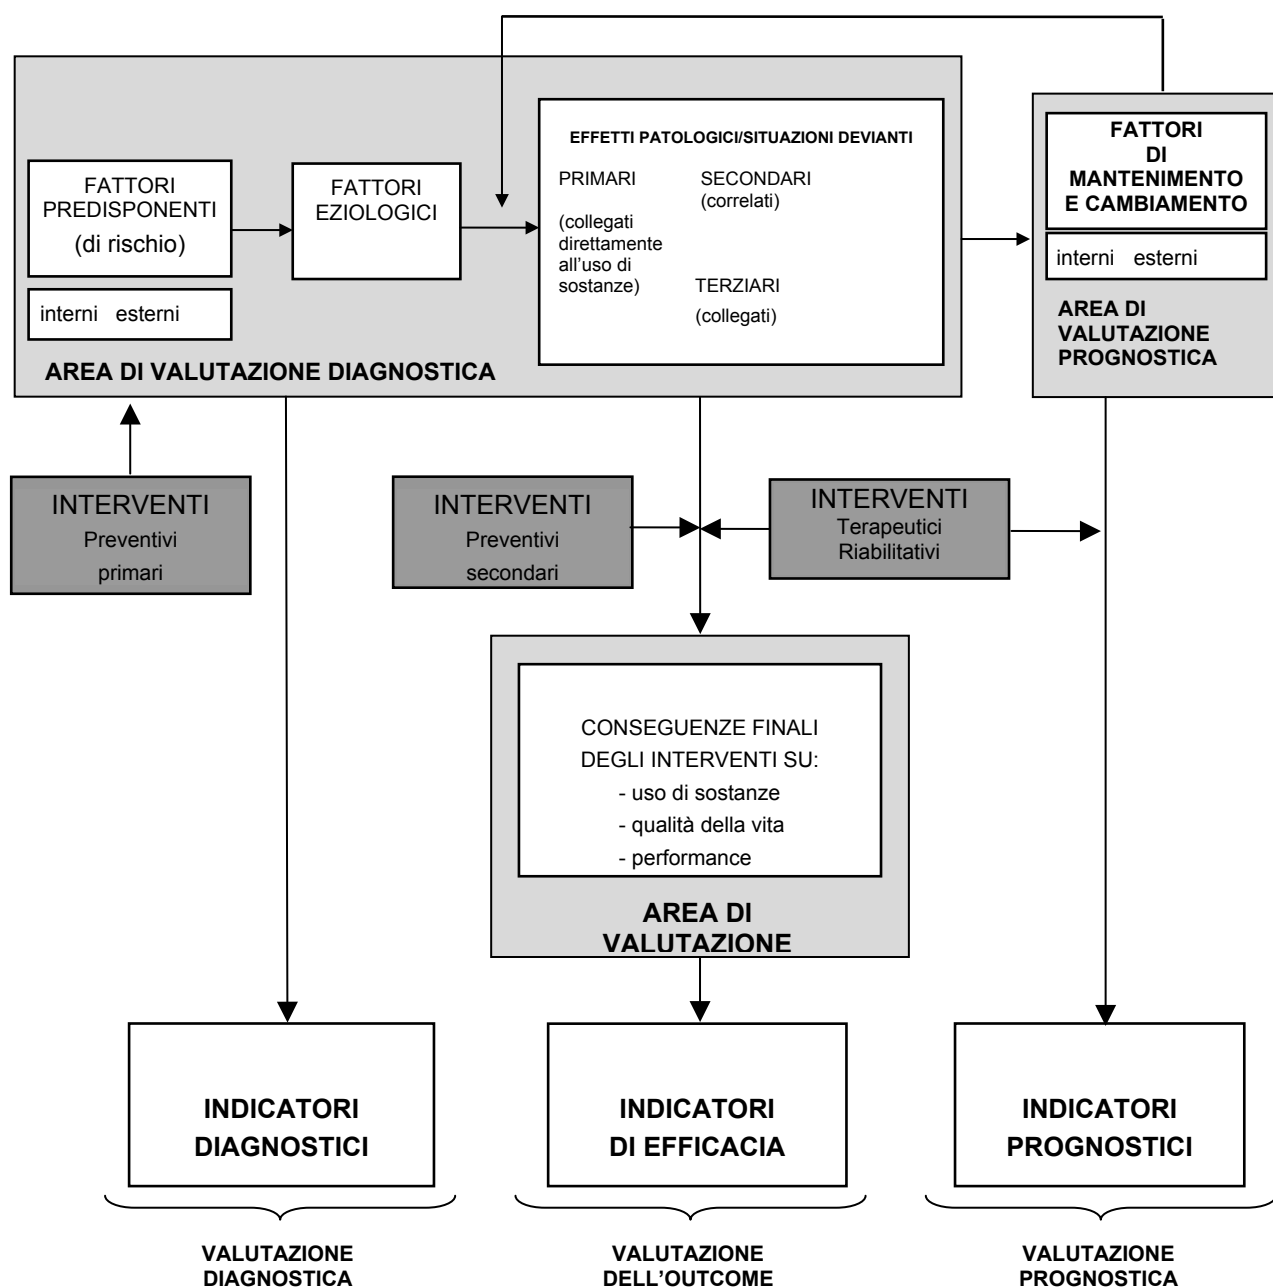 EFFETTI PATOLOGICI/SITUAZIONI DEVIANTI
FATTORI
PREDISPONENTI
(di rischio)
interni esterni
FATTORI
EZIOLOGICI
PRIMARI
(collegati
direttamente
all'uso di
sostanze)
SECONDARI
(correlati)
TERZIARI
(collegati)
AREA DI VALUTAZIONE DIAGNOSTICA
FATTORI
DI
MANTENIMENTO
E CAMBIAMENTO
interni esterni
AREA DI
VALUTAZIONE
PROGNOSTICA
INTERVENTI
Preventivi
primari
INTERVENTI
Preventivi
secondari
INTERVENTI
Terapeutici
Riabilitativi
CONSEGUENZE FINALI
DEGLI INTERVENTI SU:
- uso di sostanze
- qualità della vita
- performance
AREA DI
VALUTAZIONE
INDICATORI
DIAGNOSTICI
INDICATORI
DI EFFICACIA
INDICATORI
PROGNOSTICI
VALUTAZIONE
DIAGNOSTICA
VALUTAZIONE
DELL'OUTCOME
VALUTAZIONE
PROGNOSTICA